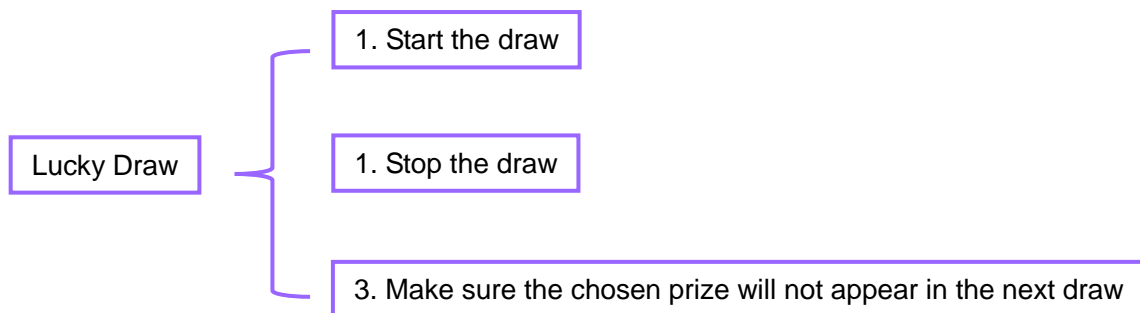 1. Start the draw
Lucky Draw
1. Stop the draw
3. Make sure the chosen prize will not appear in the next draw